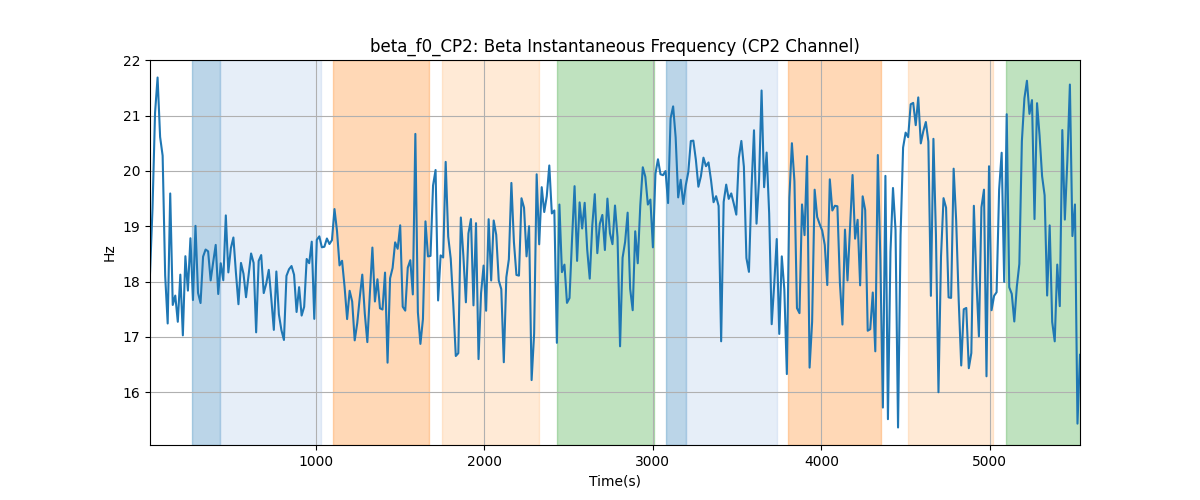 beta_f0_CP2: Beta Instantaneous Frequency (CP2 Channel)
22
21
20
19
18
17
16
Hz
1000 2000 3000 4000 5000
Time(s)